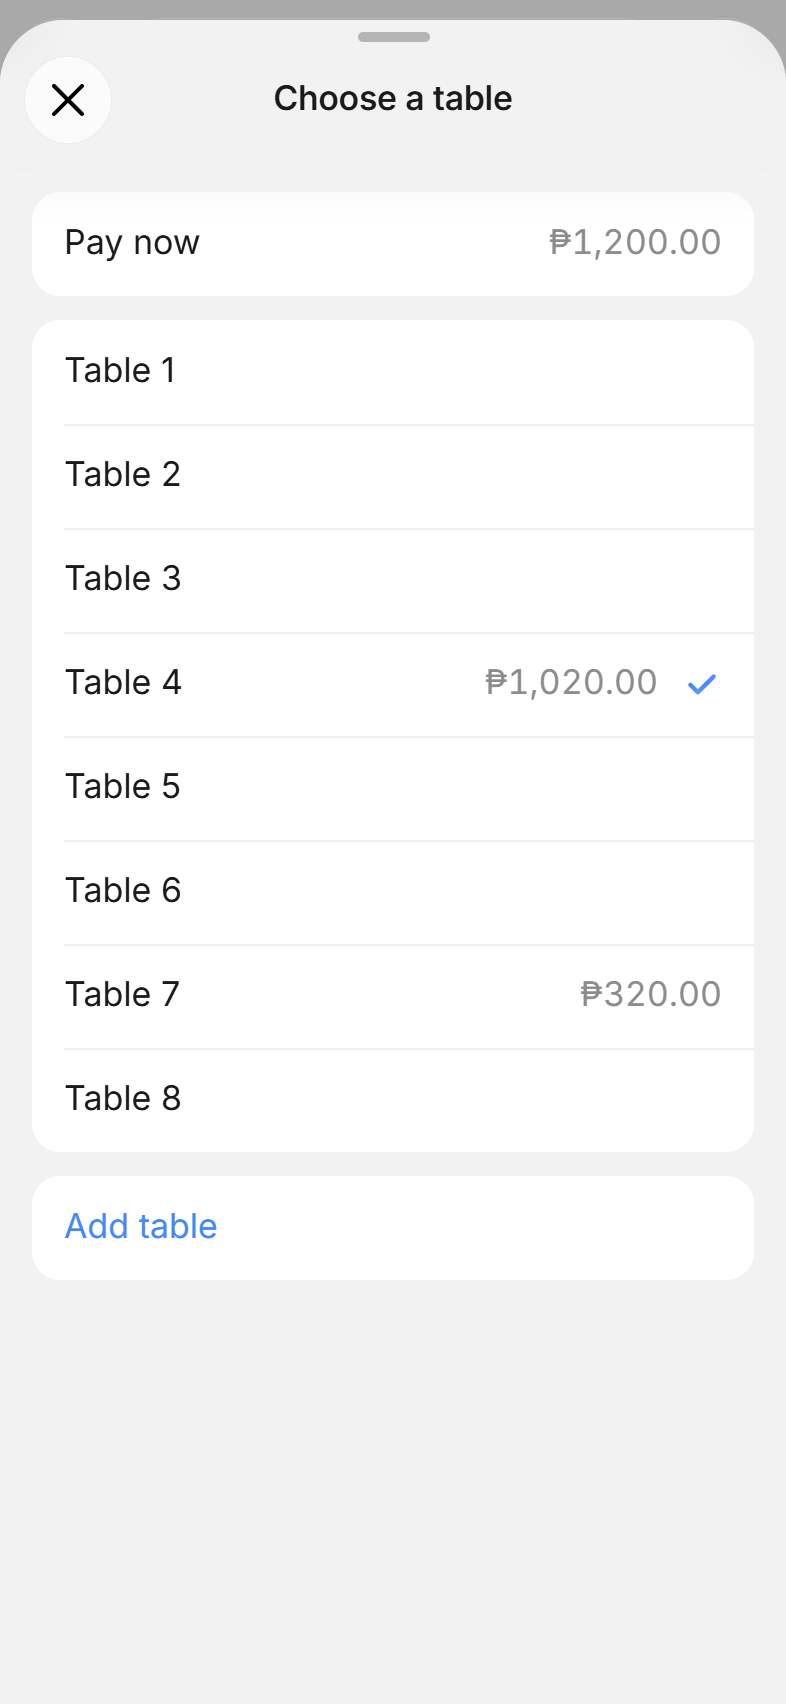 Choose a table
Pay now ₱1,200.00
Table 1
Table 2
Table 3
Table 4 ₱1,020.00
Table 5
Table 6
Table 7 ₱320.00
Table 8
Add table